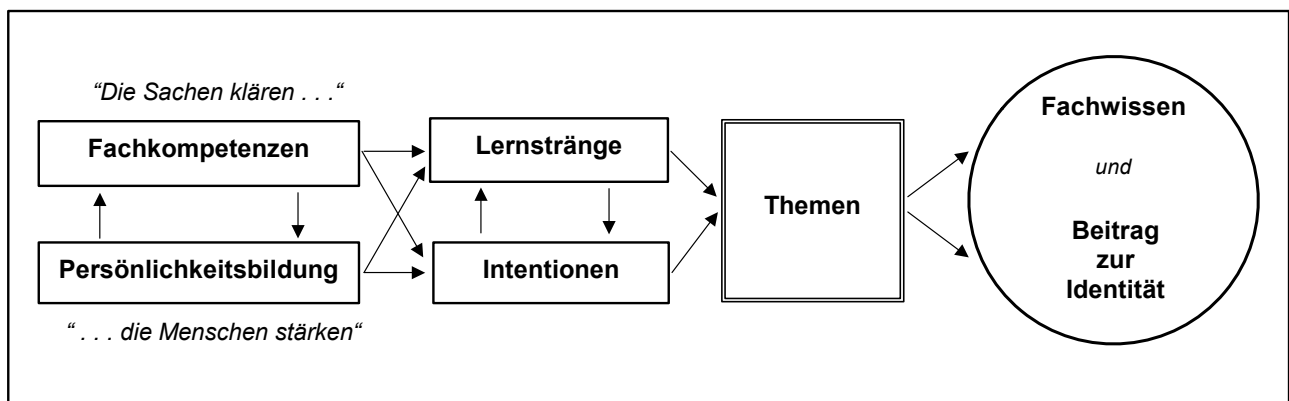 “Die Sachen klären . . .“
Fachkompetenzen
Persönlichkeitsbildung
“ . . . die Menschen stärken“
Lernstränge
Intentionen
Themen
Fachwissen
und
Beitrag
zur
Identität